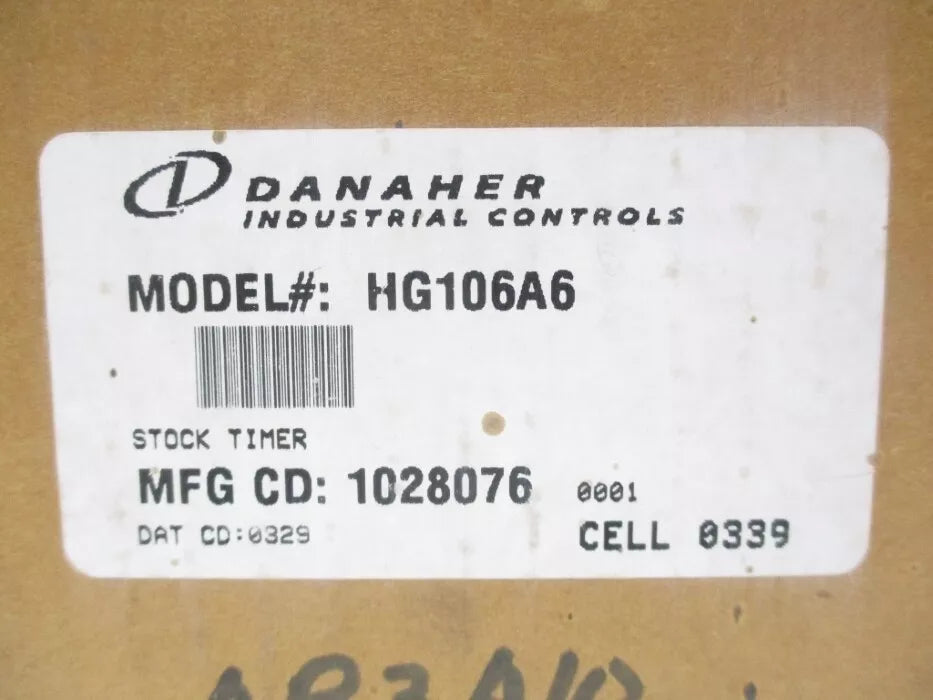 DANAHER
INDUSTRIAL CONTROLS
MODEL#: HG106A6
STOCK TIMER
MFG CD: 1028076 0001
DAT CD:0329
CELL 0339